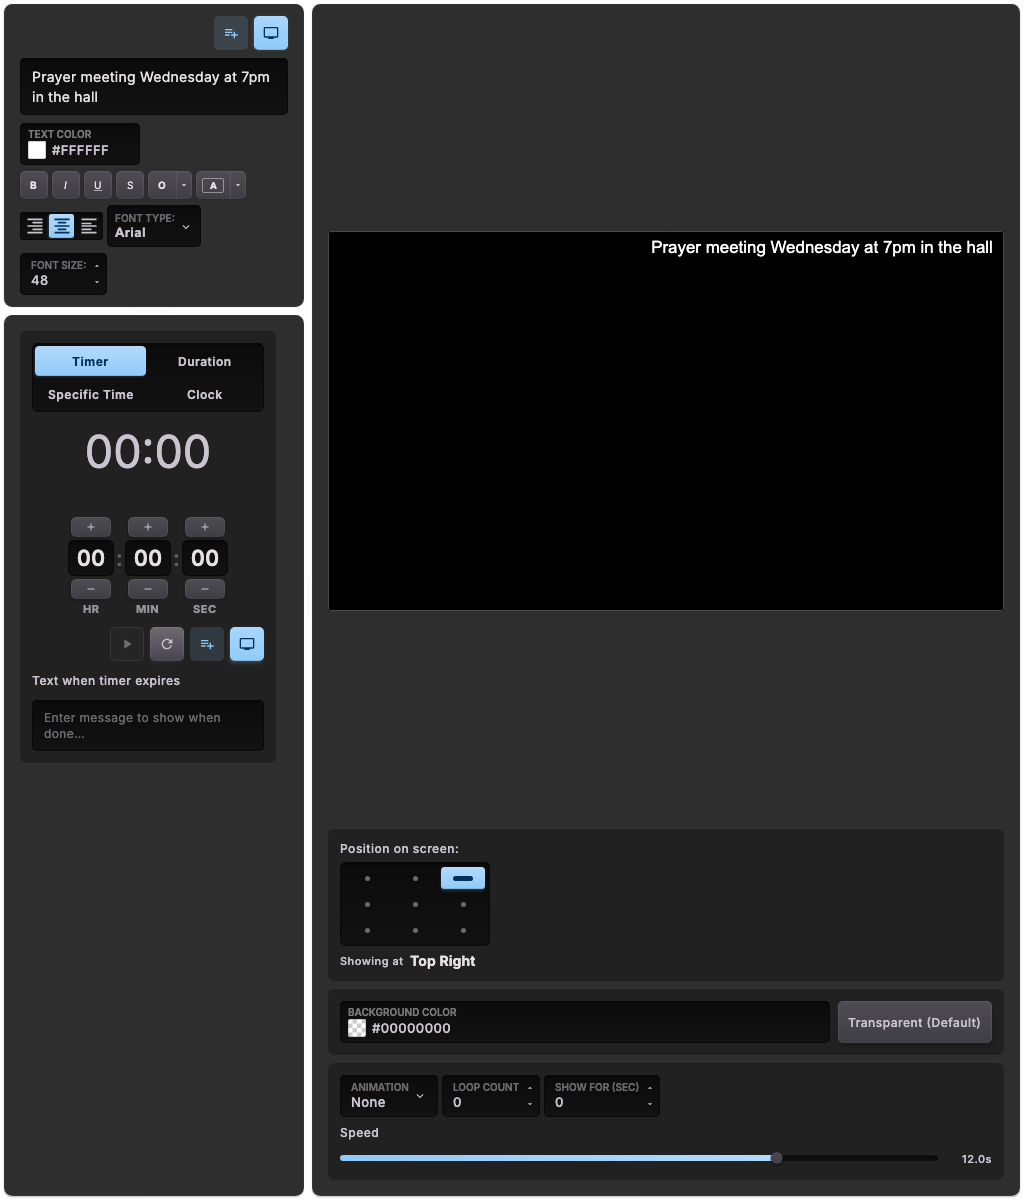 Prayer meeting Wednesday at 7pm
in the hall
TEXT COLOR
#FFFFFF
B I U S O A
FONT TYPE:
Arial
FONT SIZE:
48
Timer Duration
Specific Time Clock
00:00
+ + +
00 : 00 : 00
− − −
HR MIN SEC
Text when timer expires
Enter message to show when
done...
Prayer meeting Wednesday at 7pm in the hall
Position on screen:
Showing at Top Right
BACKGROUND COLOR
#00000000
Transparent (Default)
ANIMATION
None
LOOP COUNT
0
SHOW FOR (SEC)
0
Speed
12.0s